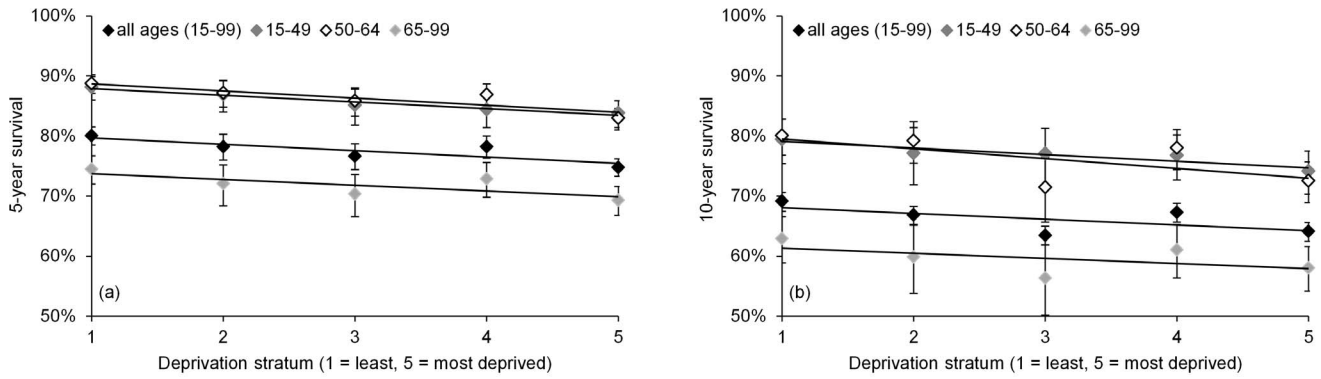 100%
90%
80%
70%
60%
50%
5-year survival
all ages (15-99) 15-49 50-64 65-99
(a)
1 2 3 4 5
Deprivation stratum (1 = least, 5 = most deprived)
100%
90%
80%
70%
60%
50%
10-year survival
all ages (15-99) 15-49 50-64 65-99
(b)
1 2 3 4 5
Deprivation stratum (1 = least, 5 = most deprived)